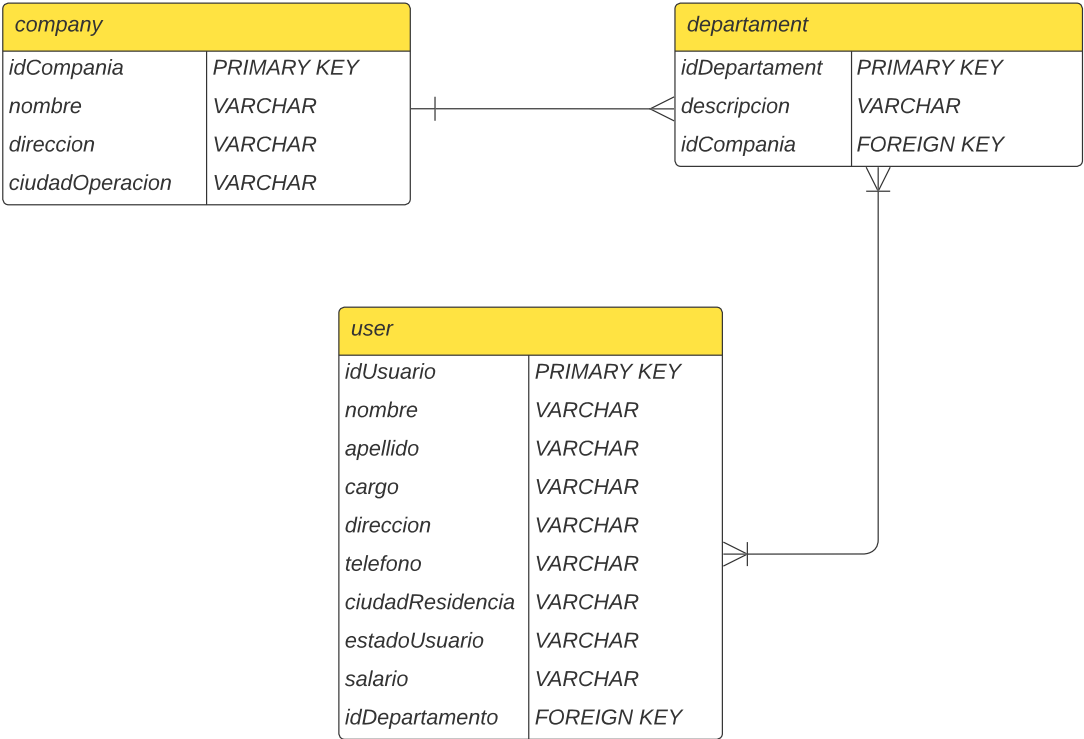 company
idCompania PRIMARY KEY
nombre VARCHAR
direccion VARCHAR
ciudadOperacion VARCHAR
departament
idDepartament PRIMARY KEY
descripcion VARCHAR
idCompania FOREIGN KEY
user
idUsuario PRIMARY KEY
nombre VARCHAR
apellido VARCHAR
cargo VARCHAR
direccion VARCHAR
telefono VARCHAR
ciudadResidencia VARCHAR
estadoUsuario VARCHAR
salario VARCHAR
idDepartamento FOREIGN KEY